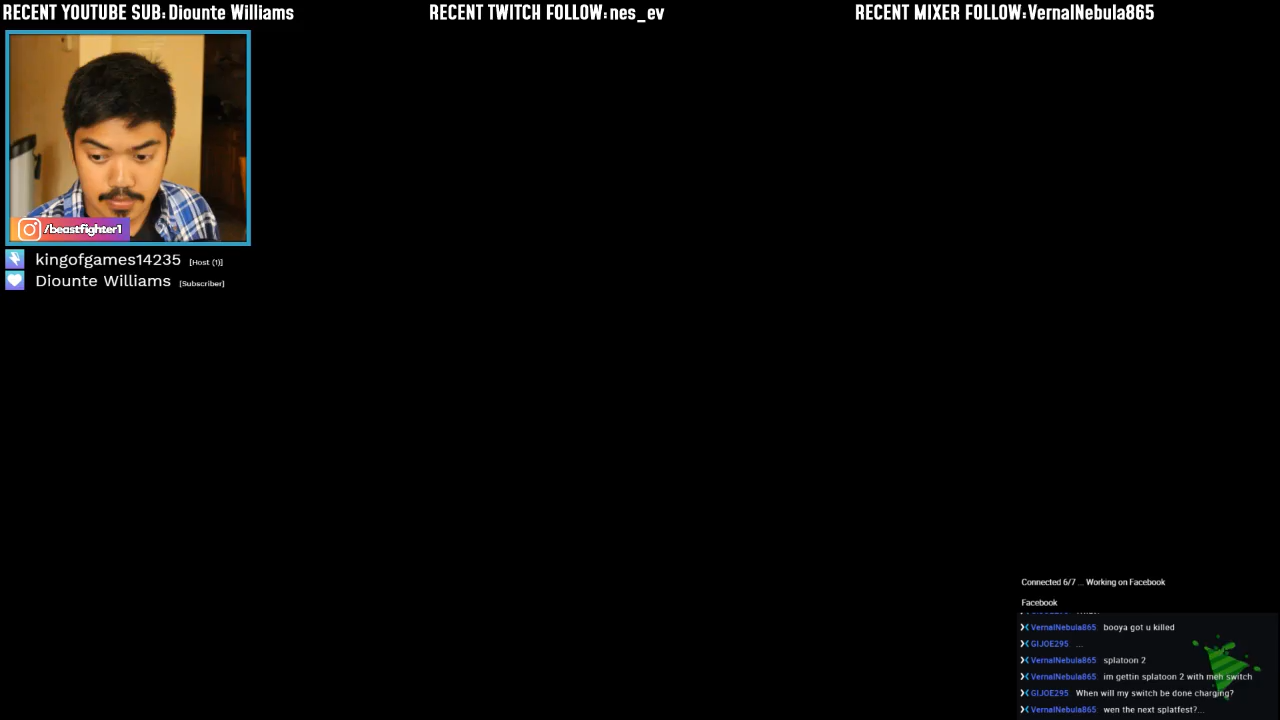 RECENT YOUTUBE SUB: Diounte Williams
RECENT TWITCH FOLLOW: nes_ev
RECENT MIXER FOLLOW: VernalNebula865
/beastfighter1
kingofgames14235 [Host (1)]
Diounte Williams [Subscriber]
Connected 6/7 ... Working on Facebook
Facebook
VernalNebula865 booya got u killed
GIJOE295 ...
VernalNebula865 splatoon 2
VernalNebula865 im gettin splatoon 2 with meh switch
GIJOE295 When will my switch be done charging?
VernalNebula865 wen the next splatfest?...